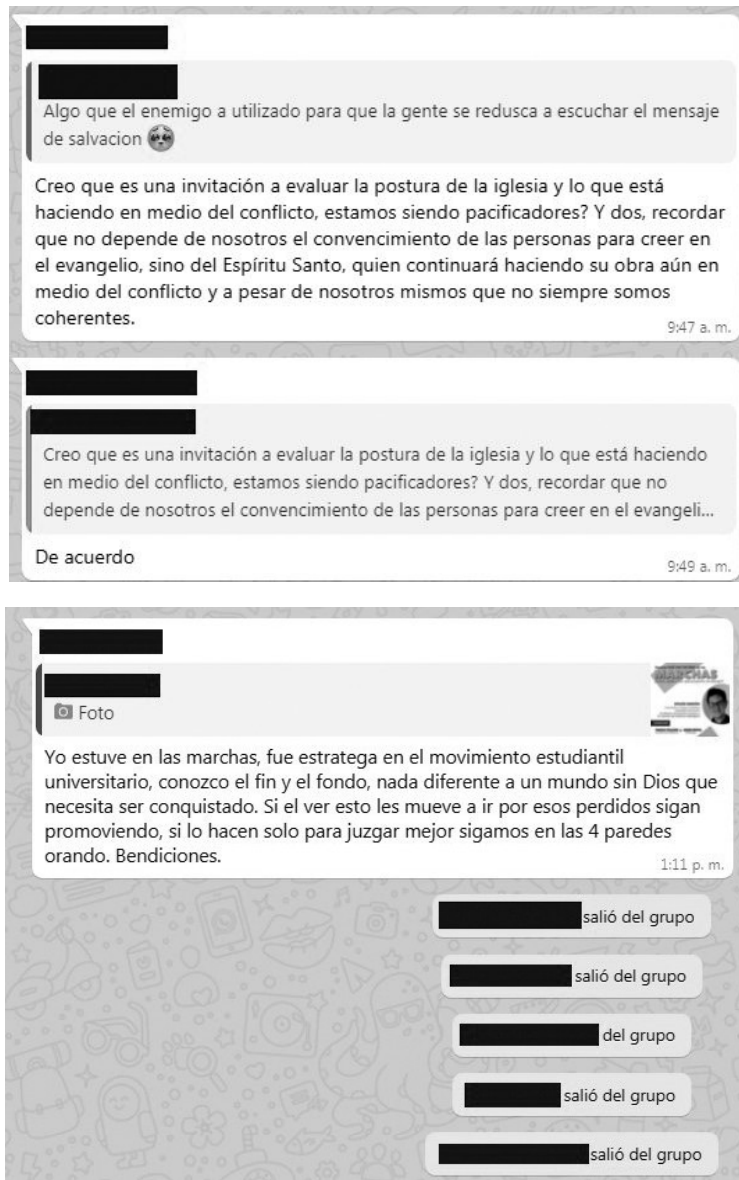 Algo que el enemigo a utilizado para que la gente se redusca a escuchar el mensaje
de salvacion 🥺
Creo que es una invitación a evaluar la postura de la iglesia y lo que está
haciendo en medio del conflicto, estamos siendo pacificadores? Y dos, recordar
que no depende de nosotros el convencimiento de las personas para creer en
el evangelio, sino del Espíritu Santo, quien continuará haciendo su obra aún en
medio del conflicto y a pesar de nosotros mismos que no siempre somos
coherentes.
9:47 a. m.
Creo que es una invitación a evaluar la postura de la iglesia y lo que está haciendo
en medio del conflicto, estamos siendo pacificadores? Y dos, recordar que no
depende de nosotros el convencimiento de las personas para creer en el evangeli...
De acuerdo
9:49 a. m.
MARCHAS
Foto
Yo estuve en las marchas, fue estratega en el movimiento estudiantil
universitario, conozco el fin y el fondo, nada diferente a un mundo sin Dios que
necesita ser conquistado. Si el ver esto les mueve a ir por esos perdidos sigan
promoviendo, si lo hacen solo para juzgar mejor sigamos en las 4 paredes
orando. Bendiciones.
1:11 p. m.
salió del grupo
salió del grupo
del grupo
salió del grupo
salió del grupo